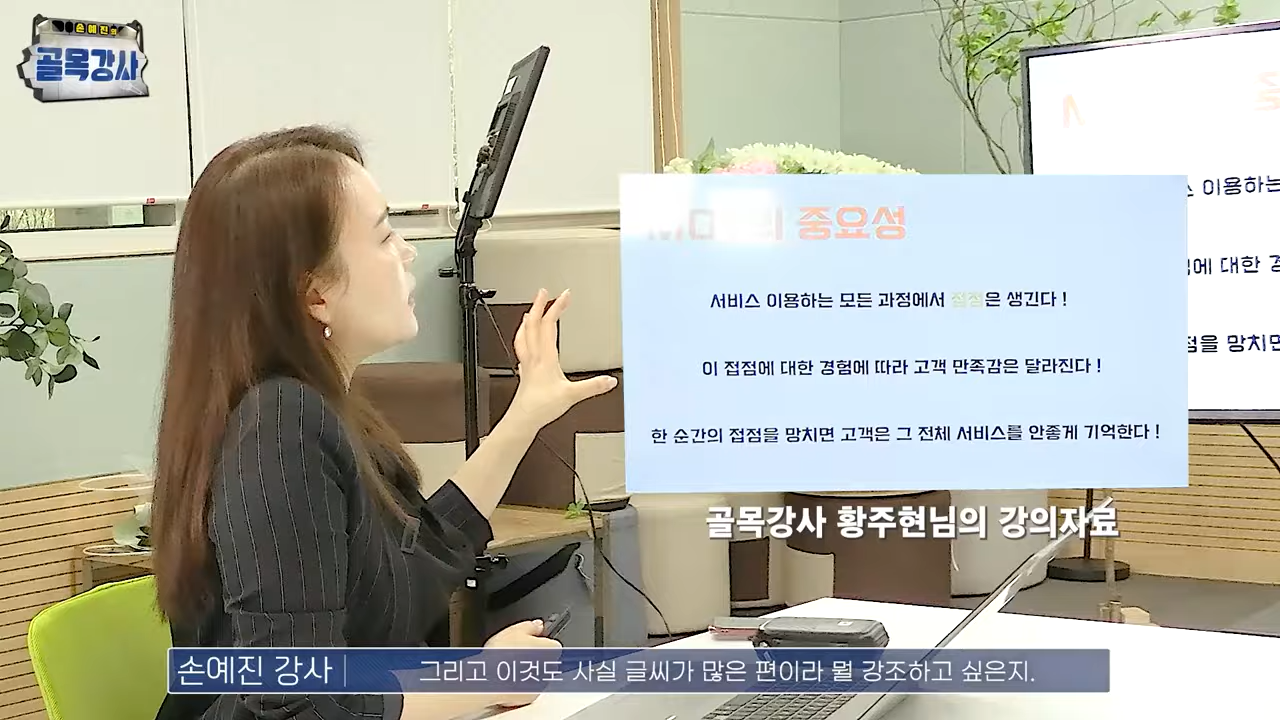 손예진의
골목강사
중요성
서비스 이용하는 모든 과정에서 접점은 생긴다 !
이 접점에 대한 경험에 따라 고객 만족감은 달라진다 !
한 순간의 접점을 망치면 고객은 그 전체 서비스를 안좋게 기억한다 !
이용하는
에 대한
점을 망치면
골목강사 황주현님의 강의자료
손예진 강사
그리고 이것도 사실 글씨가 많은 편이라 뭘 강조하고 싶은지.